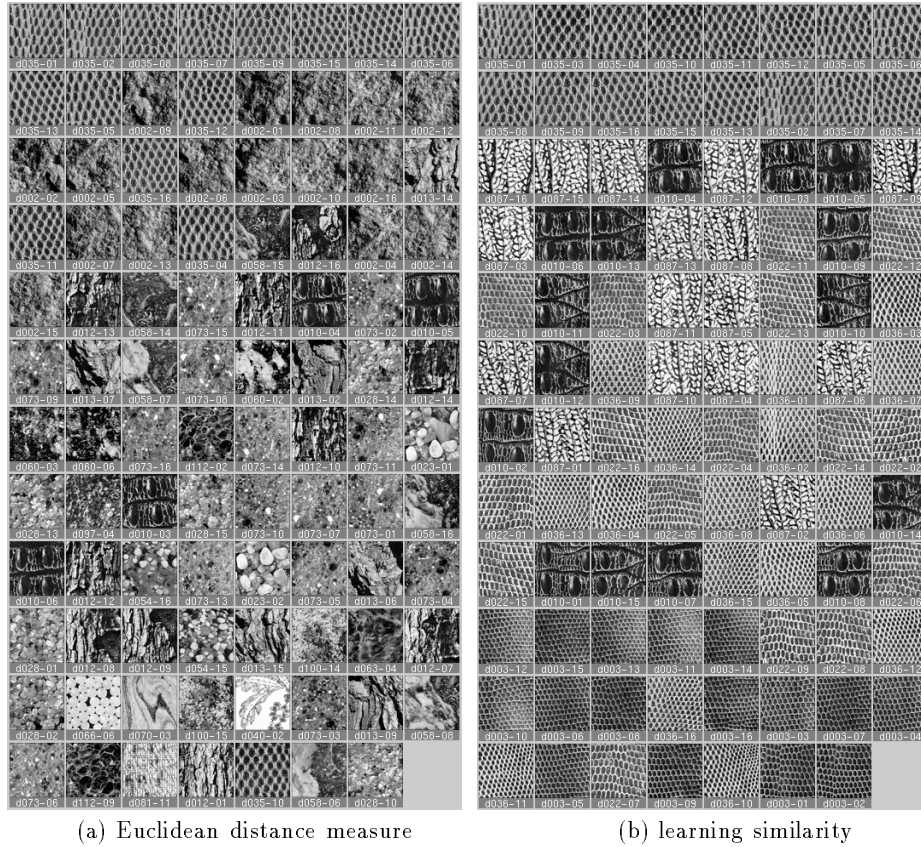 d035-01 d035-02 d035-08 d035-07 d035-09 d035-15 d035-14 d035-06
d035-13 d035-05 d002-09 d035-12 d002-01 d002-08 d002-11 d002-12
d002-02 d002-05 d035-16 d002-06 d002-03 d002-10 d002-16 d013-14
d035-11 d002-07 d002-13 d035-04 d058-15 d012-16 d002-04 d002-14
d002-15 d012-13 d058-14 d073-15 d012-11 d010-04 d073-02 d010-05
d073-09 d013-07 d058-07 d073-08 d060-02 d013-02 d028-14 d012-14
d060-03 d060-06 d073-16 d112-02 d073-14 d012-10 d073-11 d023-01
d028-13 d097-04 d010-03 d028-15 d073-10 d073-07 d073-01 d058-16
d010-06 d012-12 d054-16 d073-13 d023-02 d073-05 d013-06 d073-04
d028-01 d012-08 d012-09 d054-15 d013-15 d100-14 d063-04 d012-07
d028-02 d066-06 d070-03 d100-15 d040-02 d073-03 d013-09 d058-08
d073-06 d112-09 d081-11 d012-01 d035-10 d058-06 d028-10
(a) Euclidean distance measure
d035-01 d035-03 d035-04 d035-10 d035-11 d035-12 d035-05 d035-06
d035-08 d035-09 d035-16 d035-15 d035-13 d035-02 d035-07 d035-14
d087-16 d087-15 d087-14 d010-04 d087-12 d010-03 d010-05
d087-03 d010-06 d010-13 d087-13 d087-08 d022-11 d010-09 d022-12
d022-10 d010-11 d022-03 d087-11 d087-05 d022-13 d010-16
d087-07 d010-12 d036-09 d087-10 d087-04 d036-01 d087-06 d036-07
d010-02 d087-01 d022-16 d036-14 d022-04 d036-02 d022-14 d022-01
d022-02 d036-13 d036-04 d022-05 d036-08 d087-02 d036-06 d010-14
d022-15 d010-01 d010-15 d010-07 d036-15 d036-05 d010-08 d022-06
d003-12 d003-15 d003-13 d003-11 d003-14 d022-09 d022-08 d036-12
d003-10 d003-06 d003-08 d036-16 d003-16 d003-03 d003-07 d003-04
d036-11 d003-05 d022-07 d003-09 d036-10 d003-01 d003-02
(b) learning similarity